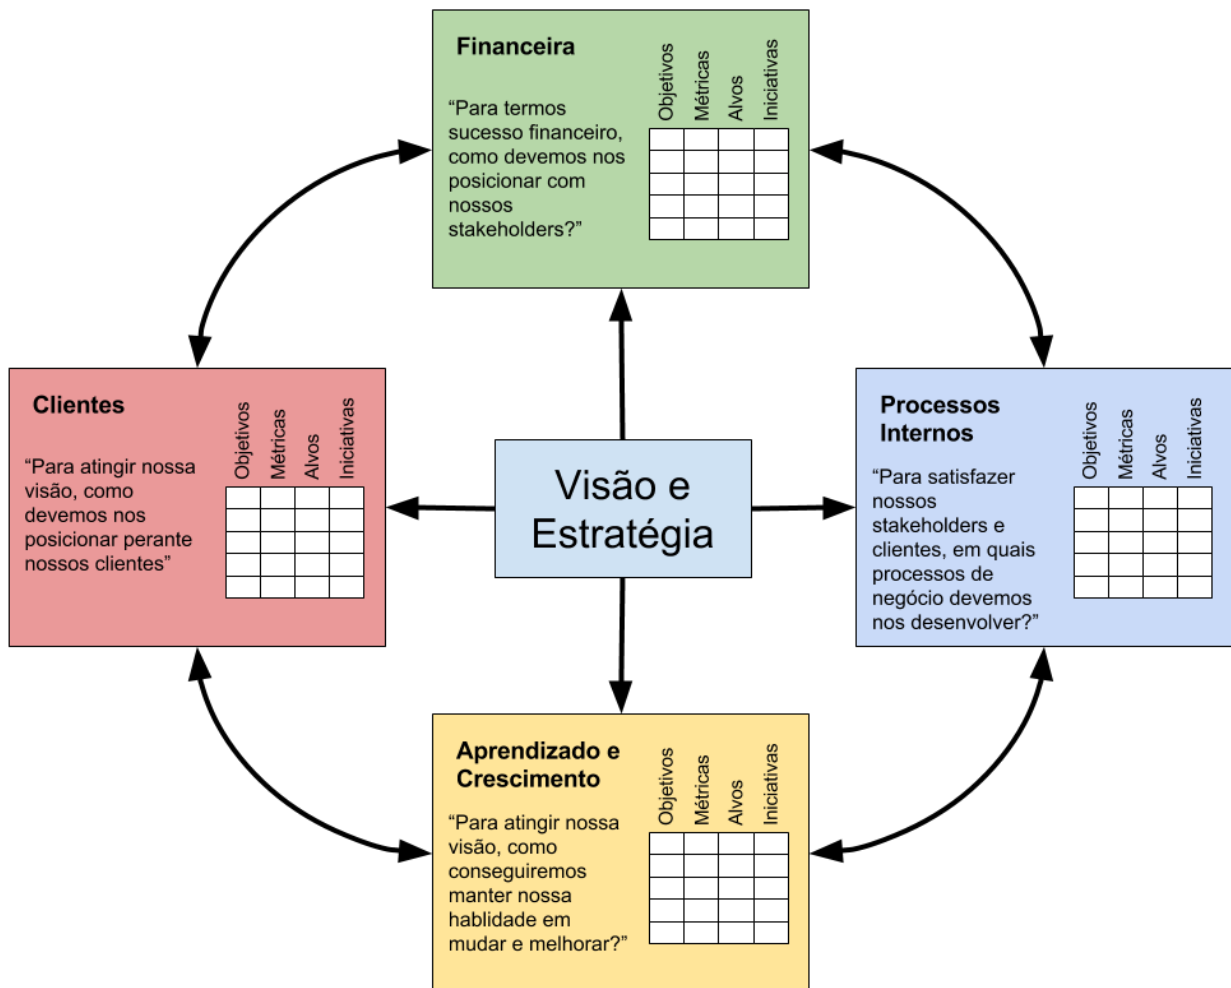 Financeira
Objetivos
Métricas
Alvos
Iniciativas
“Para termos
sucesso financeiro,
como devemos nos
posicionar com
nossos
stakeholders?”
Clientes
Objetivos
Métricas
Alvos
Iniciativas
“Para atingir nossa
visão, como
devemos nos
posicionar perante
nossos clientes”
Visão e
Estratégia
Processos
Internos
Objetivos
Métricas
Alvos
Iniciativas
“Para satisfazer
nossos
stakeholders e
clientes, em quais
processos de
negócio devemos
nos desenvolver?”
Aprendizado e
Crescimento
Objetivos
Métricas
Alvos
Iniciativas
“Para atingir nossa
visão, como
conseguiremos
manter nossa
hablidade em
mudar e melhorar?”